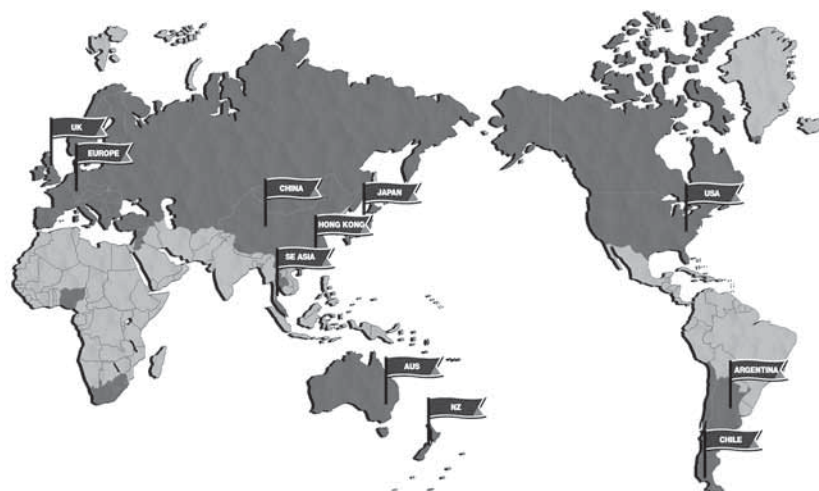 UK
EUROPE
CHINA
JAPAN
USA
HONG KONG
SE ASIA
AUS
ARGENTINA
NZ
CHILE